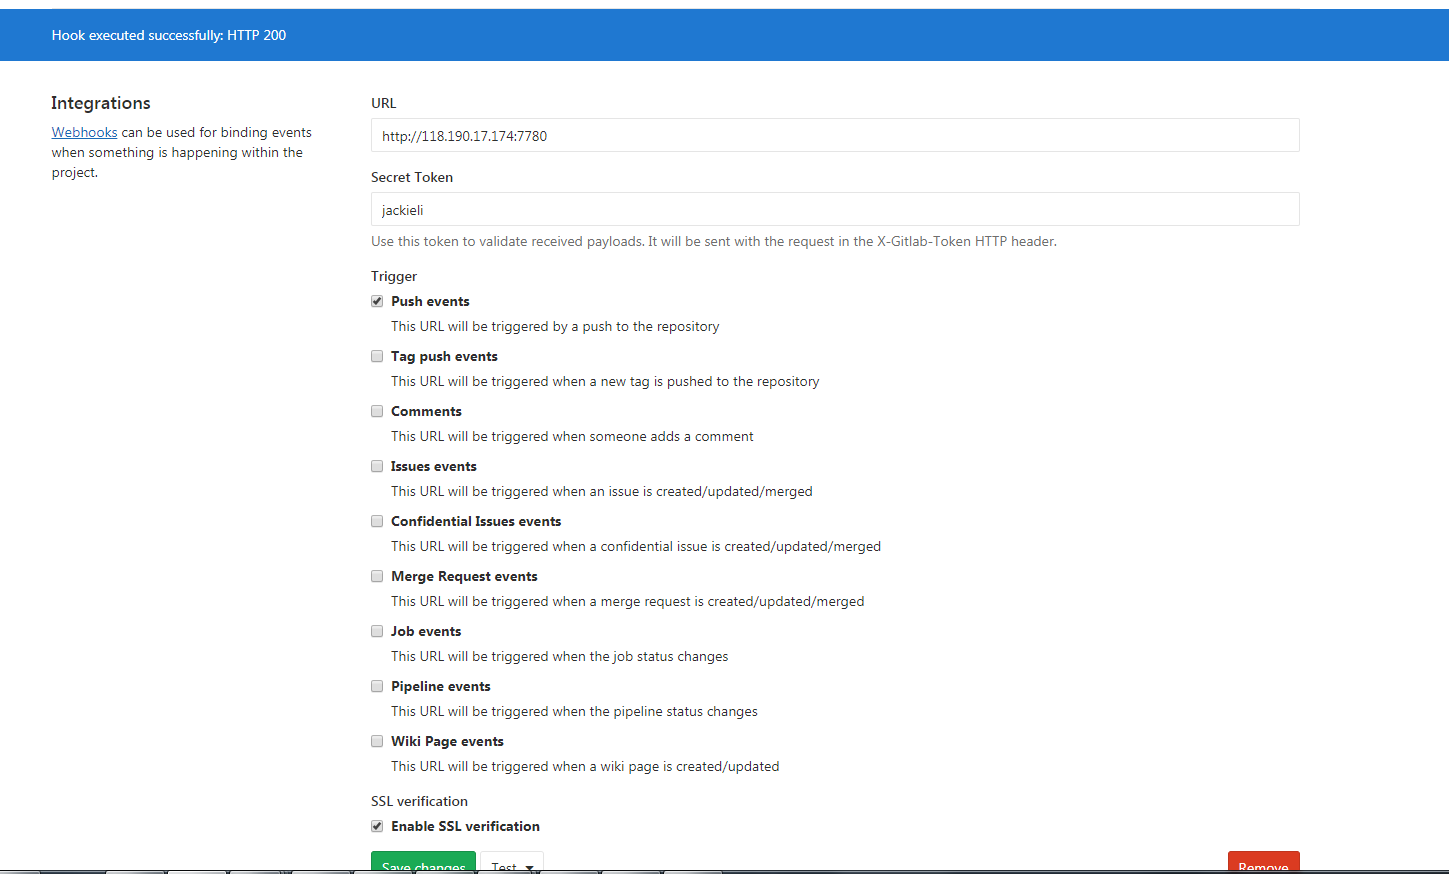 Hook executed successfully: HTTP 200
Integrations
Webhooks can be used for binding events
when something is happening within the
project.
URL
http://118.190.17.174:7780
Secret Token
jackieli
Use this token to validate received payloads. It will be sent with the request in the X-Gitlab-Token HTTP header.
Trigger
Push events
This URL will be triggered by a push to the repository
Tag push events
This URL will be triggered when a new tag is pushed to the repository
Comments
This URL will be triggered when someone adds a comment
Issues events
This URL will be triggered when an issue is created/updated/merged
Confidential Issues events
This URL will be triggered when a confidential issue is created/updated/merged
Merge Request events
This URL will be triggered when a merge request is created/updated/merged
Job events
This URL will be triggered when the job status changes
Pipeline events
This URL will be triggered when the pipeline status changes
Wiki Page events
This URL will be triggered when a wiki page is created/updated
SSL verification
Enable SSL verification
Save changes Test Remove